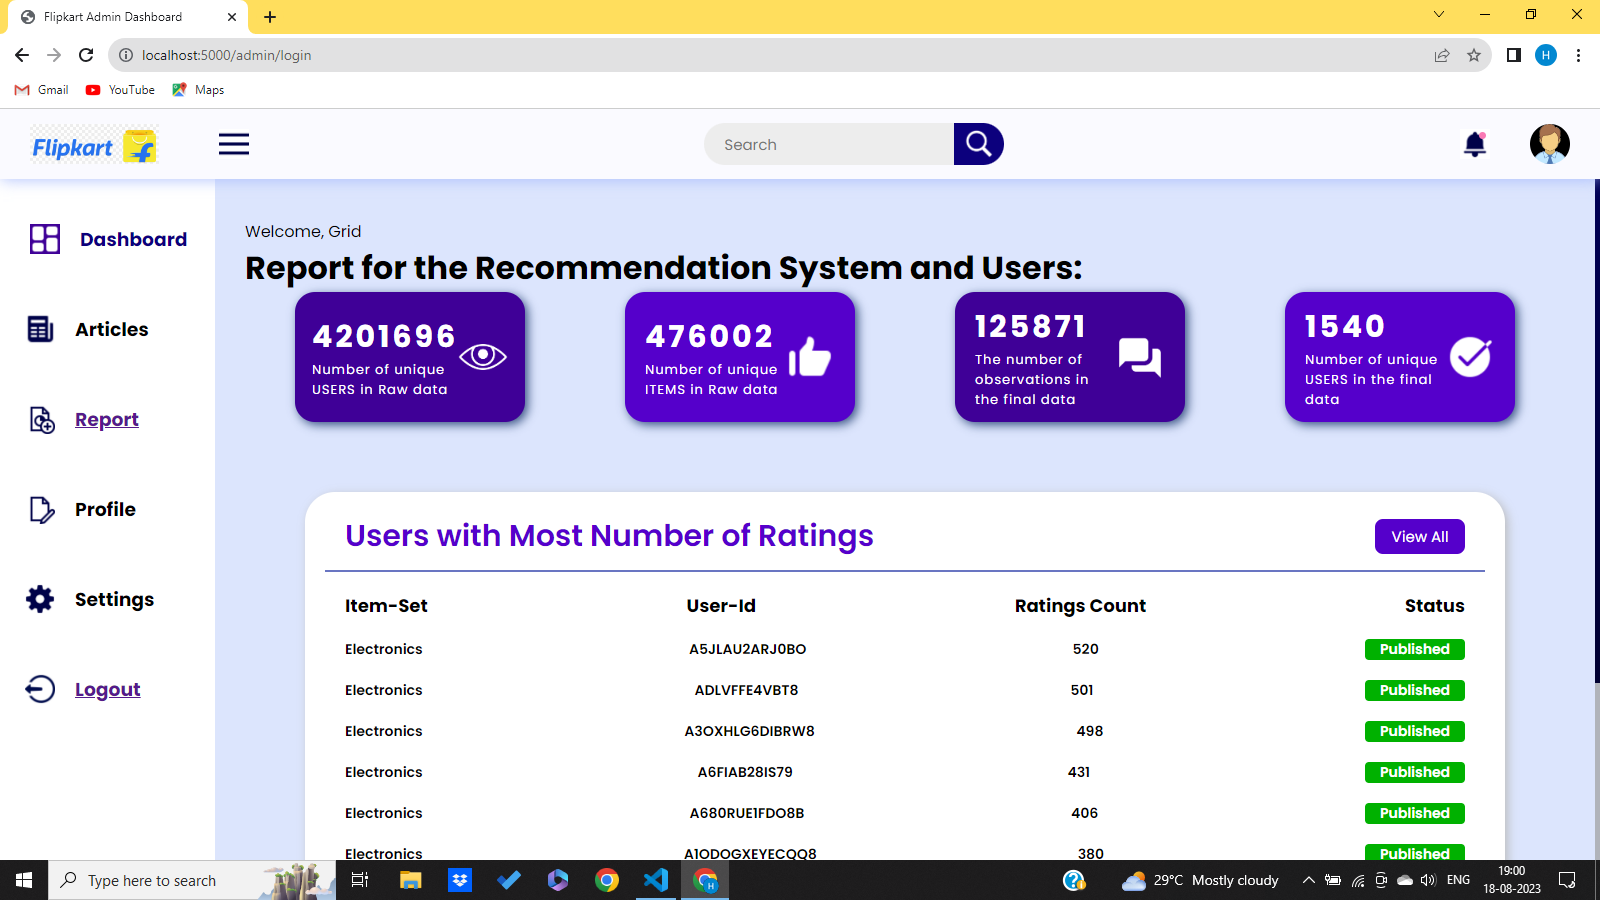 Flipkart Admin Dashboard
localhost:5000/admin/login
H
Gmail
YouTube
Maps
Flipkart
Search
Dashboard
Articles
Report
Profile
Settings
Logout
Welcome, Grid
Report for the Recommendation System and Users:
4201696
Number of unique
USERS in Raw data
476002
Number of unique
ITEMS in Raw data
125871
The number of
observations in
the final data
1540
Number of unique
USERS in the final
data
Users with Most Number of Ratings
View All
Item-Set User-Id Ratings Count Status
Electronics A5JLAU2ARJ0BO 520 Published
Electronics ADLVFFE4VBT8 501 Published
Electronics A3OXHLG6DIBRW8 498 Published
Electronics A6FIAB28IS79 431 Published
Electronics A680RUE1FDO8B 406 Published
Electronics A1ODOGXEYECQQ8 380 Published
Type here to search
29°C Mostly cloudy
ENG
19:00
18-08-2023